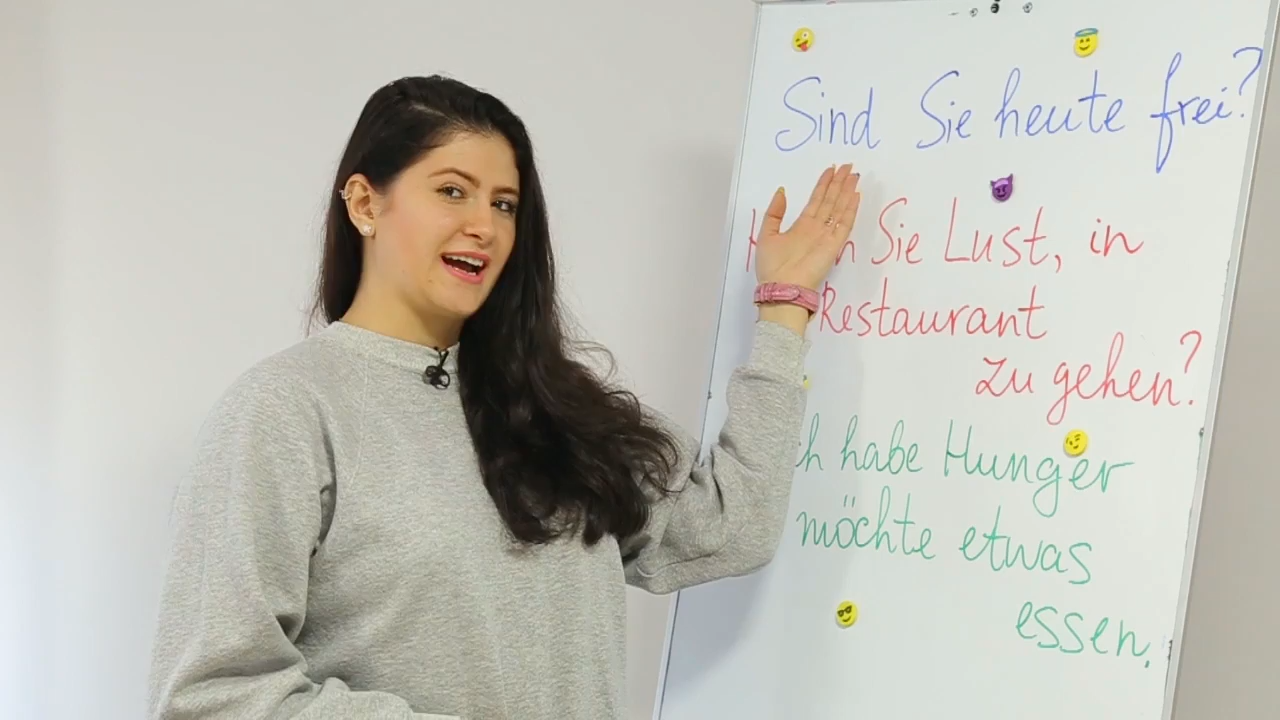 Sind Sie heute frei?
Sie Lust, in
Restaurant
zu gehen?
habe Hunger
möchte etwas
essen.